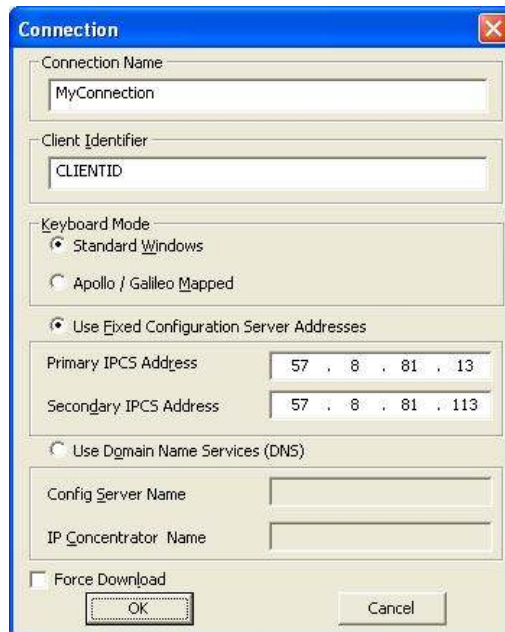 Connection
Connection Name
MyConnection
Client Identifier
CLIENTID
Keyboard Mode
Standard Windows
Apollo / Galileo Mapped
Use Fixed Configuration Server Addresses
Primary IPCS Address 57 . 8 . 81 . 13
Secondary IPCS Address 57 . 8 . 81 . 113
Use Domain Name Services (DNS)
Config Server Name
IP Concentrator Name
Force Download
OK Cancel